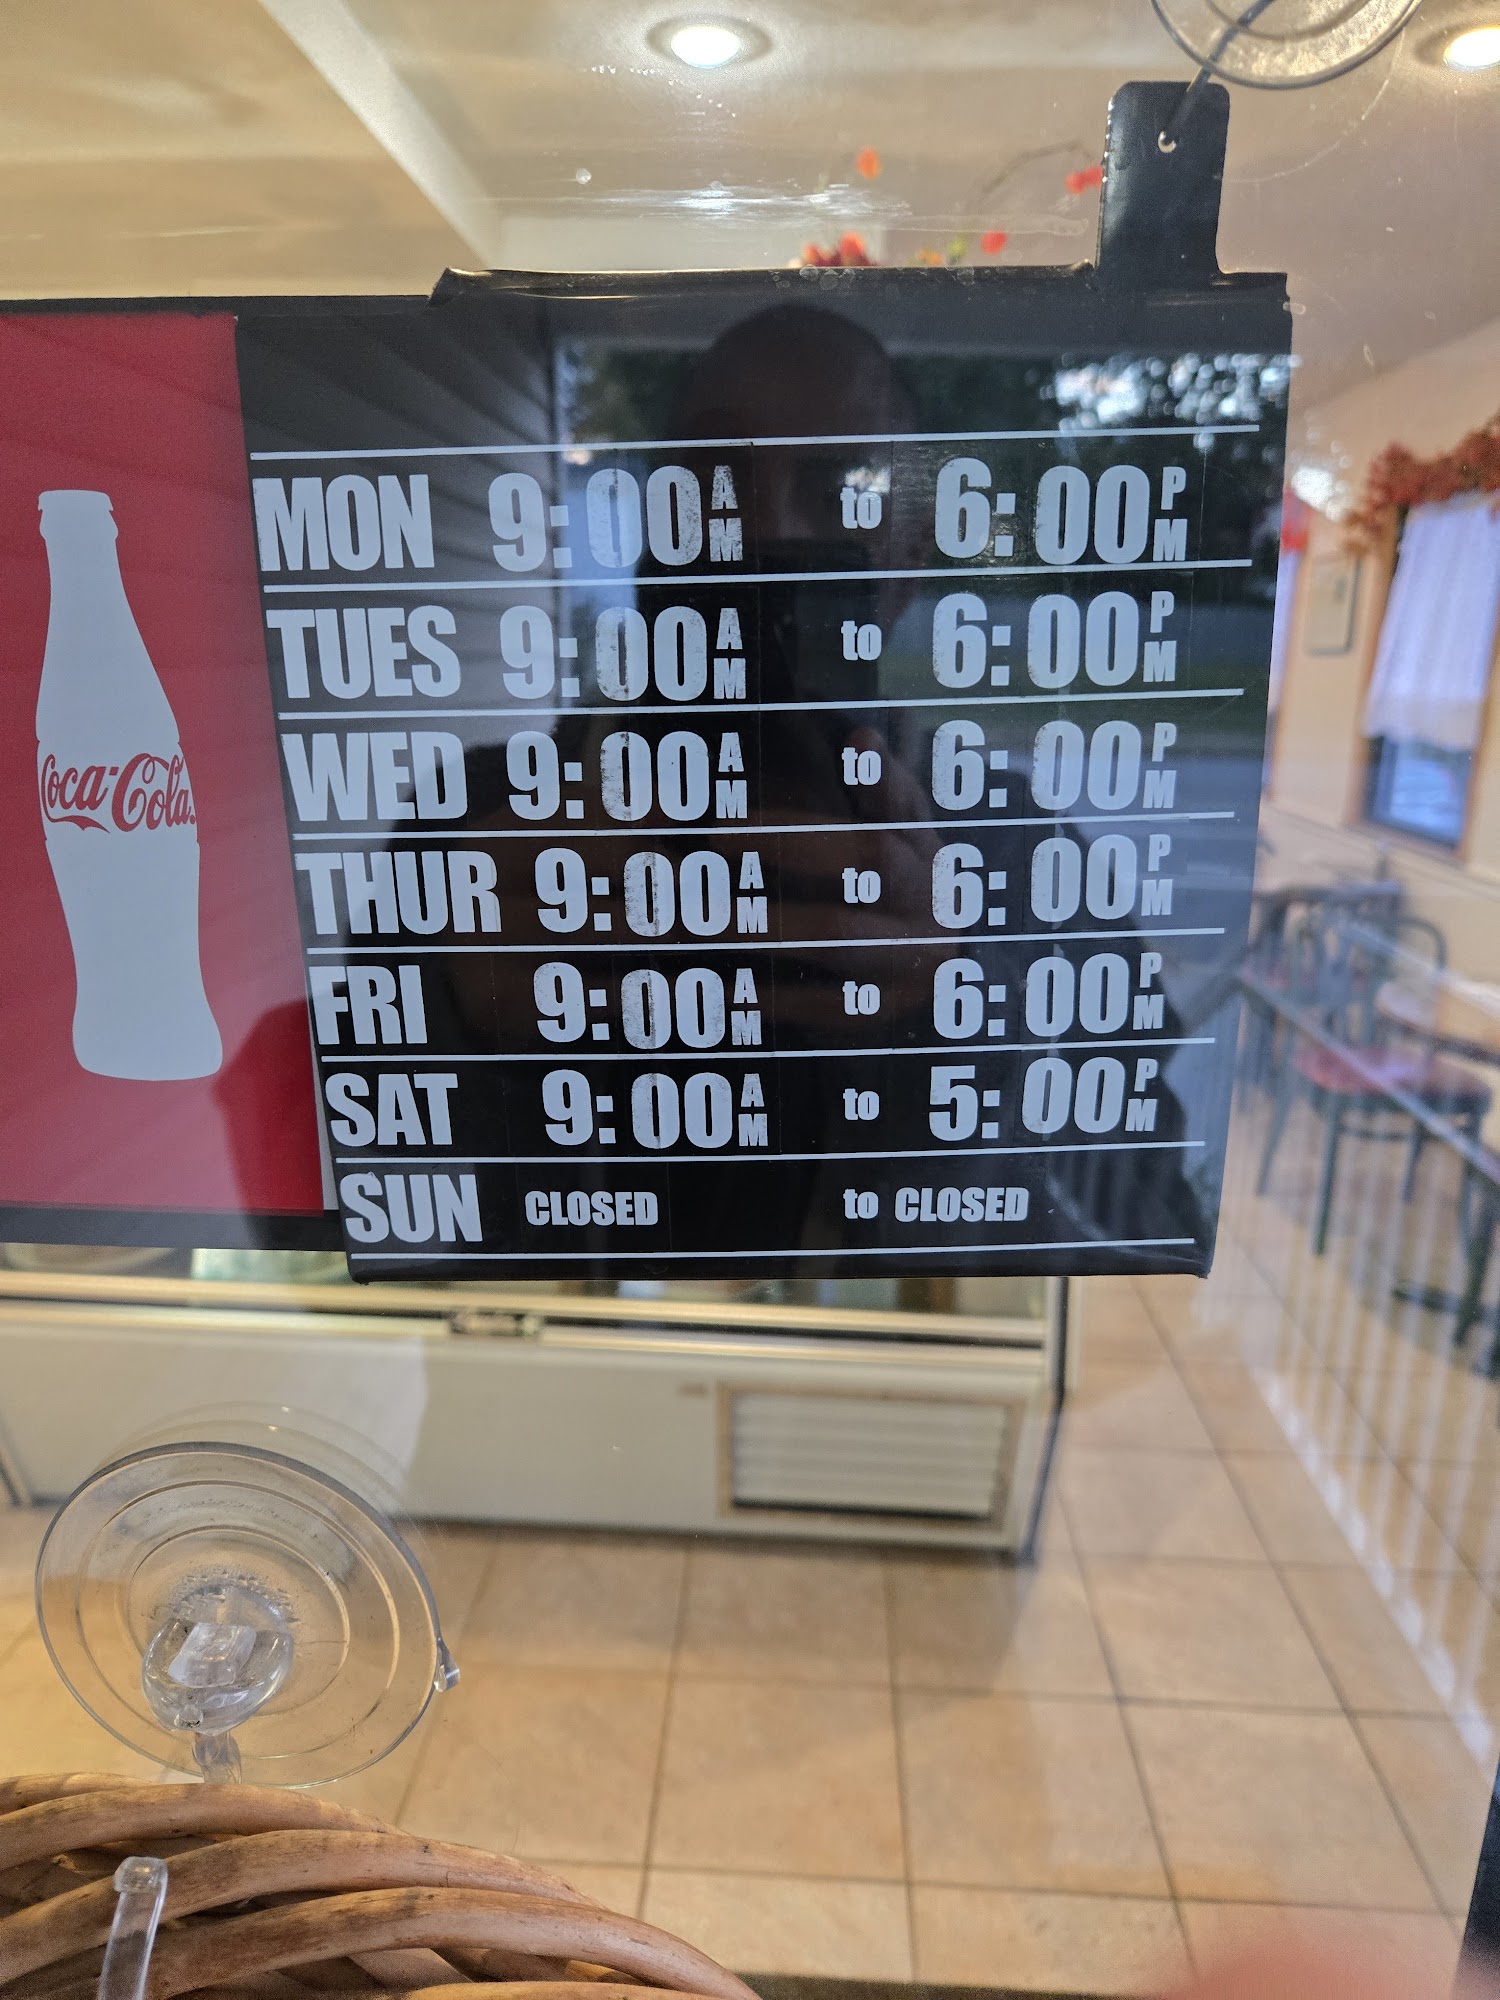 MON 9:00 AM to 6:00 PM
TUES 9:00 AM to 6:00 PM
WED 9:00 AM to 6:00 PM
THUR 9:00 AM to 6:00 PM
FRI 9:00 AM to 6:00 PM
SAT 9:00 AM to 5:00 PM
SUN CLOSED to CLOSED
Coca-Cola